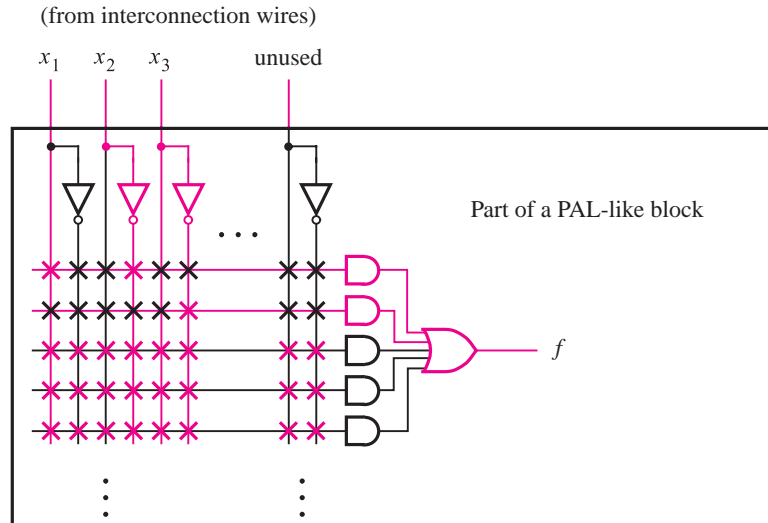 (from interconnection wires)
x₁ x₂ x₃ unused
Part of a PAL-like block
. . .
f